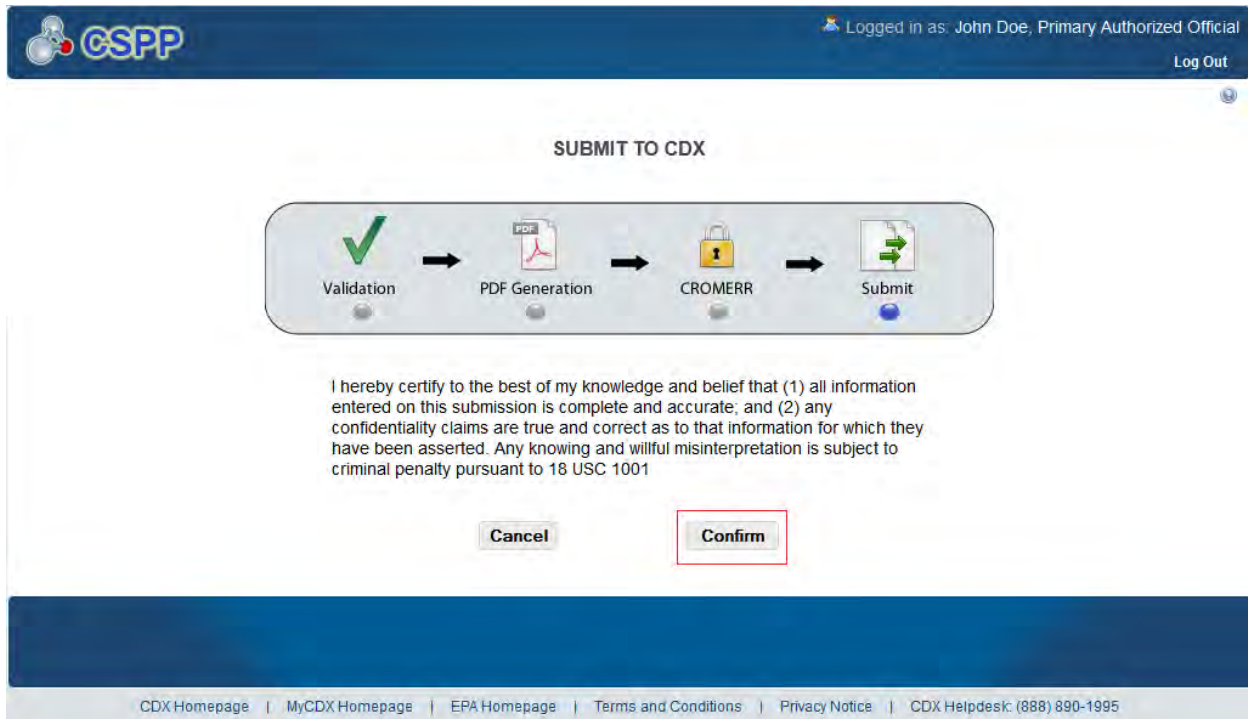 CSPP
Logged in as: John Doe, Primary Authorized Official
Log Out
SUBMIT TO CDX
PDF
Validation
PDF Generation
CROMERR
Submit
I hereby certify to the best of my knowledge and belief that (1) all information
entered on this submission is complete and accurate; and (2) any
confidentiality claims are true and correct as to that information for which they
have been asserted. Any knowing and willful misinterpretation is subject to
criminal penalty pursuant to 18 USC 1001
Cancel
Confirm
CDX Homepage | MyCDX Homepage | EPA Homepage | Terms and Conditions | Privacy Notice | CDX Helpdesk: (888) 890-1995